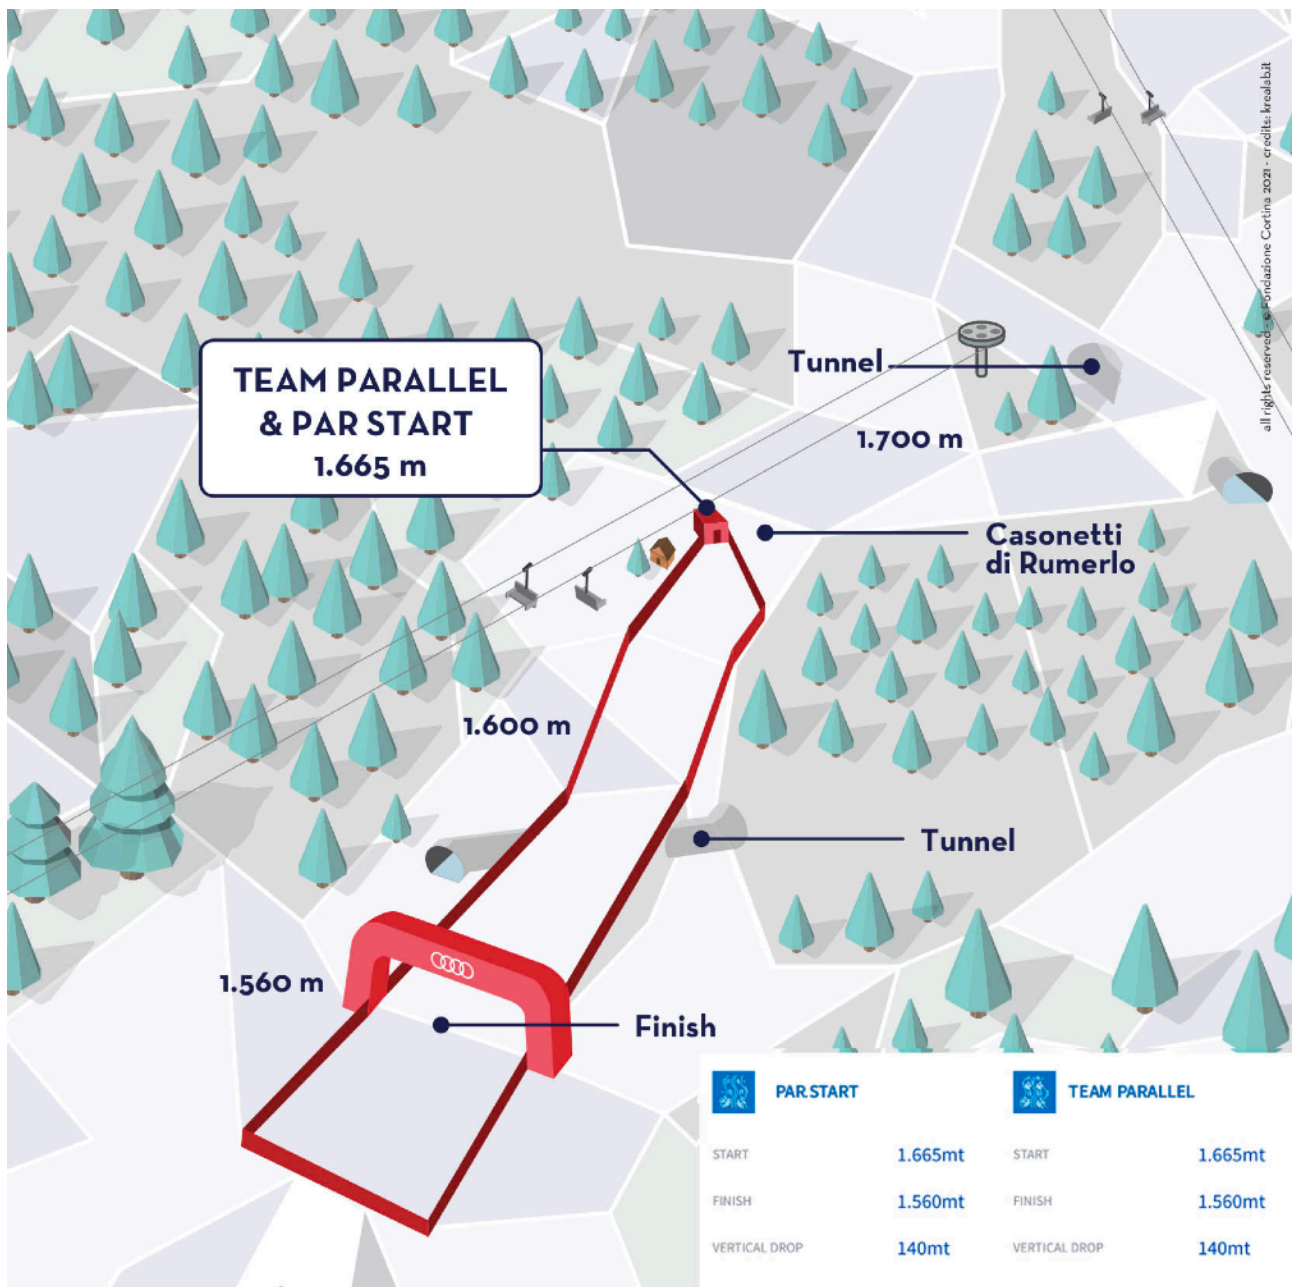 all rights reserved - © Fondazione Cortina 2021 - credits: krealab.it
Tunnel
TEAM PARALLEL
& PAR START
1.665 m
1.700 m
Casonetti
di Rumerlo
1.600 m
Tunnel
1.560 m
Finish
PAR.START
START 1.665mt
FINISH 1.560mt
VERTICAL DROP 140mt
TEAM PARALLEL
START 1.665mt
FINISH 1.560mt
VERTICAL DROP 140mt